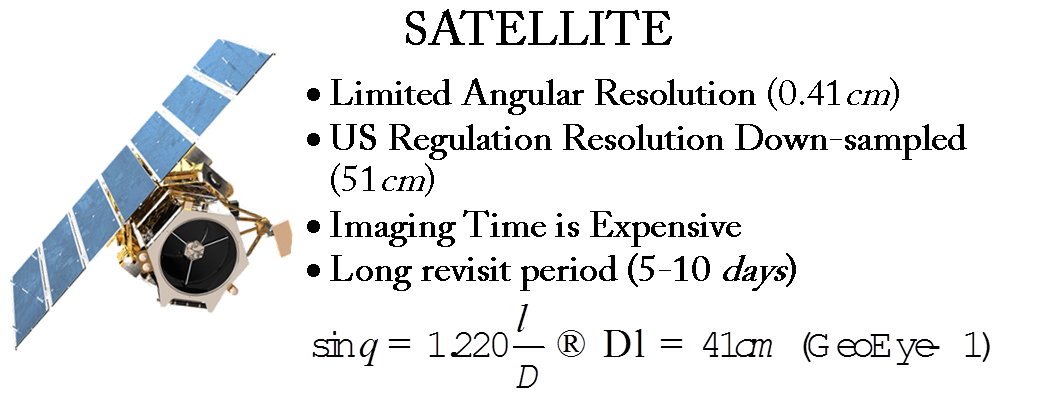 SATELLITE
• Limited Angular Resolution (0.41cm)
• US Regulation Resolution Down-sampled
(51cm)
• Imaging Time is Expensive
• Long revisit period (5-10 days)
sinq = 1.220 l/D ® Dl = 41cm (GeoEye- 1)